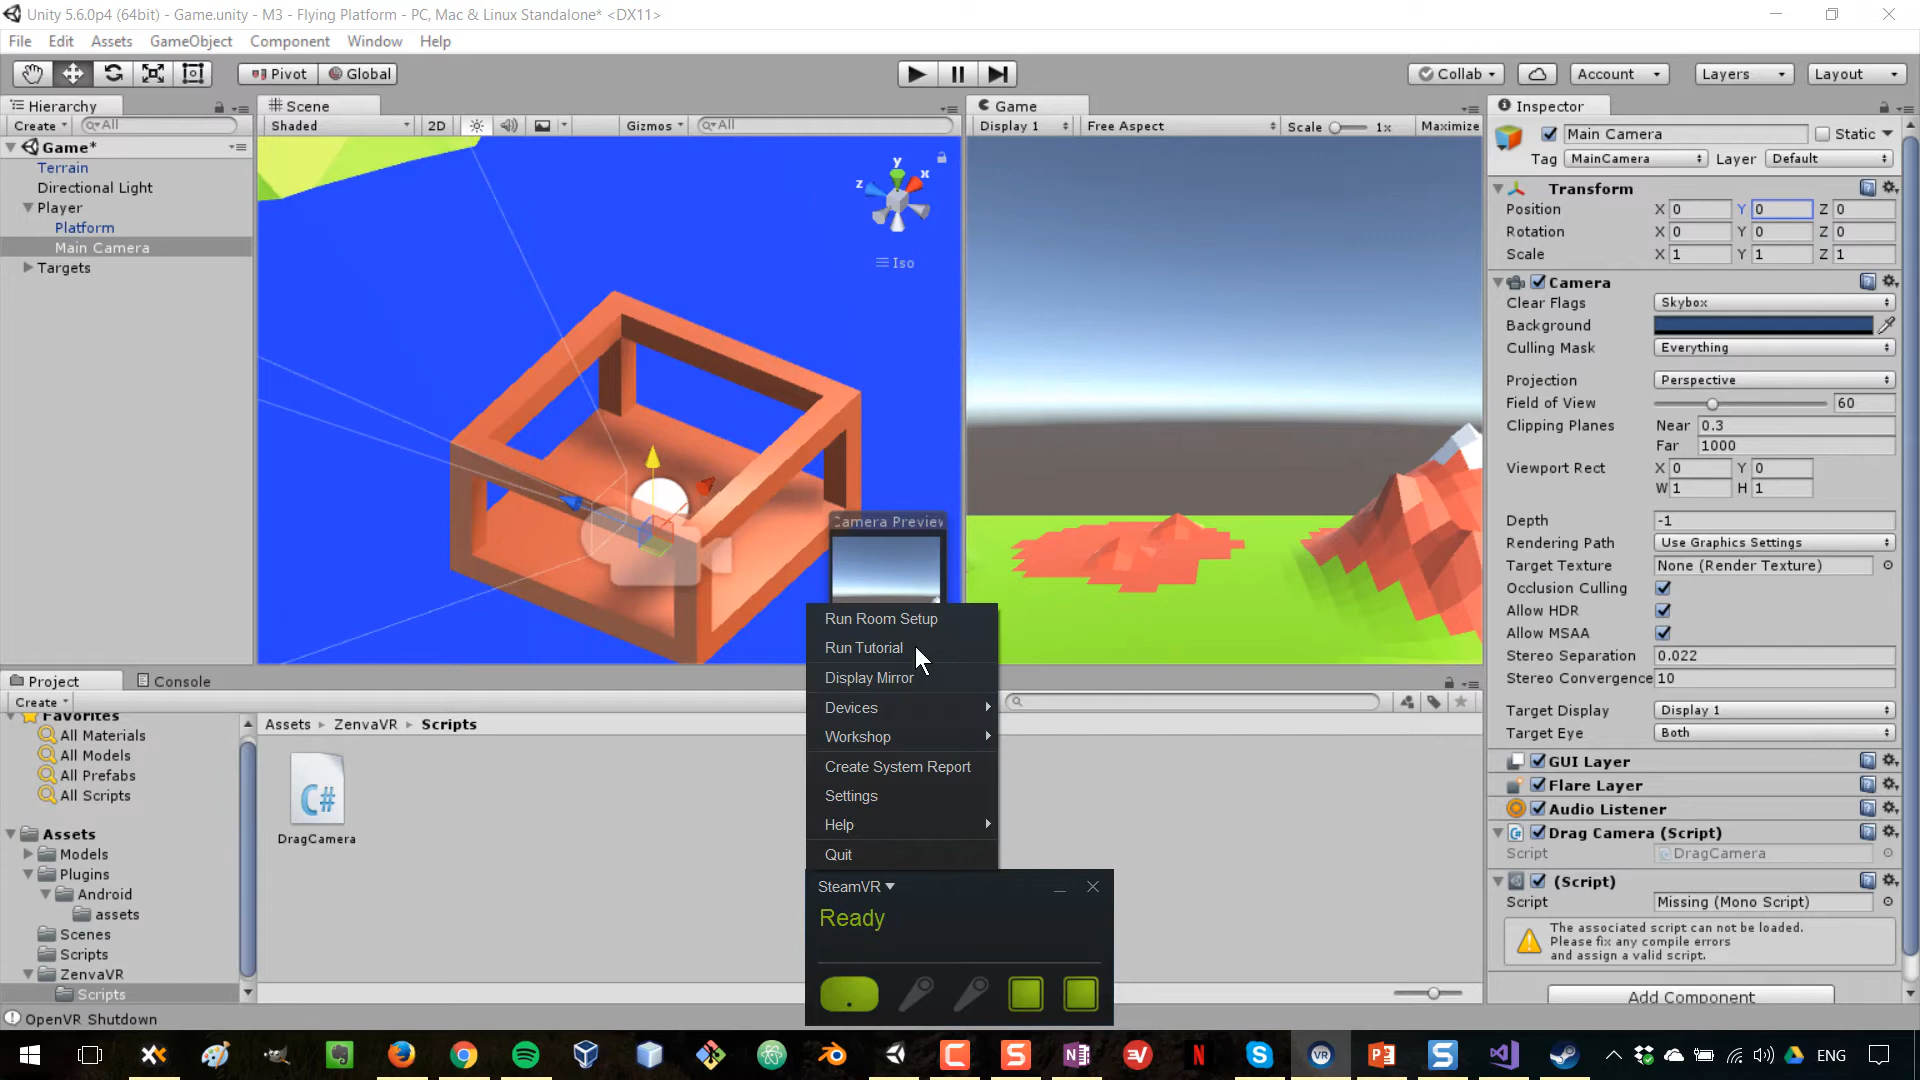 Unity 5.6.0p4 (64bit) - Game.unity - M3 - Flying Platform - PC, Mac & Linux Standalone* <DX11>
File Edit Assets GameObject Component Window Help
Pivot Global
Collab Account Layers Layout
Hierarchy
Create All
Game*
Terrain
Directional Light
Player
Platform
Main Camera
Targets
Scene
Shaded 2D Gizmos All
y
x
z
Iso
Camera Preview
Game
Display 1 Free Aspect Scale 1x Maximize
Inspector
Main Camera Static
Tag MainCamera Layer Default
Transform
Position X 0 Y 0 Z 0
Rotation X 0 Y 0 Z 0
Scale X 1 Y 1 Z 1
Camera
Clear Flags Skybox
Background
Culling Mask Everything
Projection Perspective
Field of View 60
Clipping Planes Near 0.3
Far 1000
Viewport Rect X 0 Y 0
W 1 H 1
Depth -1
Rendering Path Use Graphics Settings
Target Texture None (Render Texture)
Occlusion Culling
Allow HDR
Allow MSAA
Stereo Separation 0.022
Stereo Convergence 10
Target Display Display 1
Target Eye Both
GUI Layer
Flare Layer
Audio Listener
Drag Camera (Script)
Script DragCamera
(Script)
Script Missing (Mono Script)
The associated script can not be loaded.
Please fix any compile errors
and assign a valid script.
Add Component
Project Console
Create
Favorites
All Materials
All Models
All Prefabs
All Scripts
Assets
Models
Plugins
Android
assets
Scenes
Scripts
ZenvaVR
Scripts
Assets ZenvaVR Scripts
C#
DragCamera
Run Room Setup
Run Tutorial
Display Mirror
Devices
Workshop
Create System Report
Settings
Help
Quit
SteamVR
Ready
OpenVR Shutdown
ENG